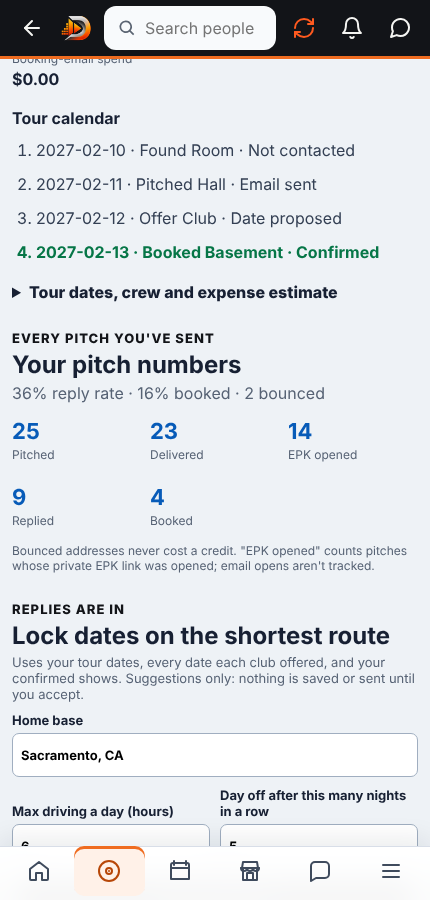 Search people
Booking-email spend
$0.00
Tour calendar
1. 2027-02-10 · Found Room · Not contacted
2. 2027-02-11 · Pitched Hall · Email sent
3. 2027-02-12 · Offer Club · Date proposed
4. 2027-02-13 · Booked Basement · Confirmed
Tour dates, crew and expense estimate
EVERY PITCH YOU'VE SENT
Your pitch numbers
36% reply rate · 16% booked · 2 bounced
25 23 14
Pitched Delivered EPK opened
9 4
Replied Booked
Bounced addresses never cost a credit. "EPK opened" counts pitches
whose private EPK link was opened; email opens aren't tracked.
REPLIES ARE IN
Lock dates on the shortest route
Uses your tour dates, every date each club offered, and your
confirmed shows. Suggestions only: nothing is saved or sent until
you accept.
Home base
Sacramento, CA
Max driving a day (hours)
Day off after this many nights
in a row